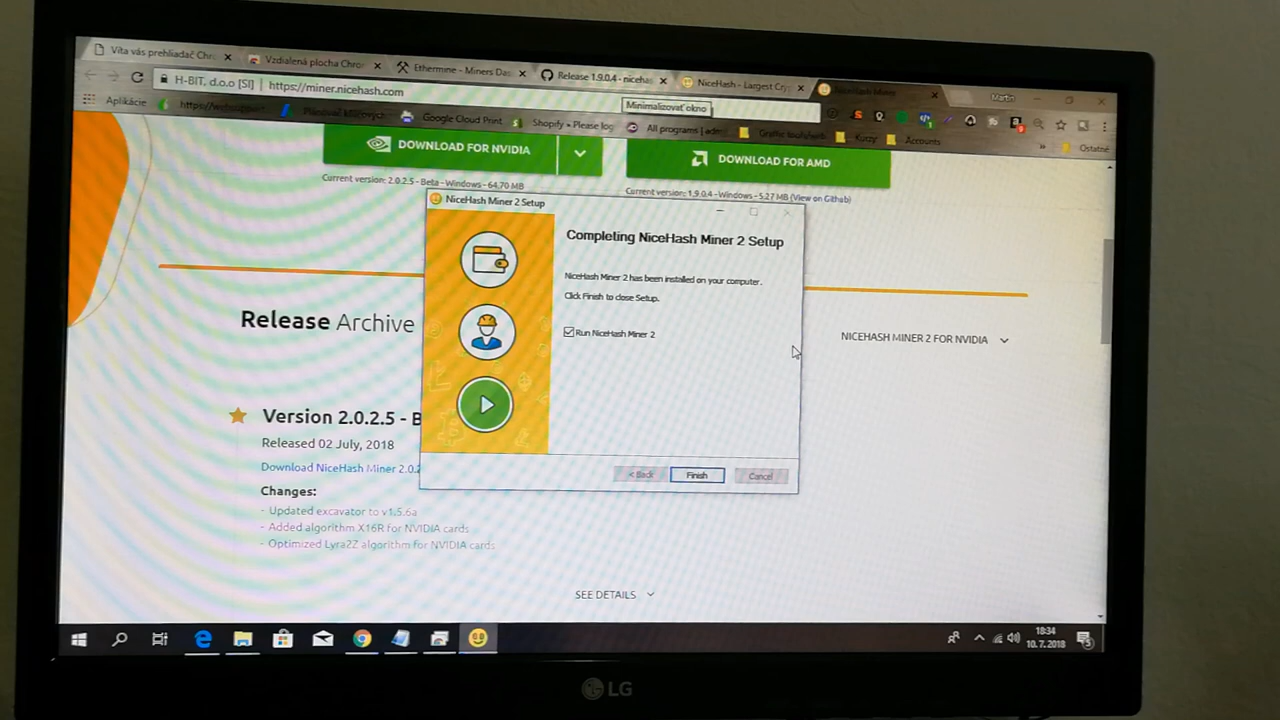 Víta vás prehliadač Chr
Vzdialená plocha Chro
Ethermine - Miners Das
Release 1.9.0.4 - niceha
NiceHash - Largest Cry
Martin
H-BIT, d.o.o [SI] | https://miner.nicehash.com
Minimalizovať okno
Aplikácie
Google Cloud Print
Shopify • Please log
All programs | adm
Kurzy
Accounts
Ostatné
DOWNLOAD FOR NVIDIA
DOWNLOAD FOR AMD
Current version: 2.0.2.5 - Beta - Windows - 64.70 MB
Current version: 1.9.0.4 - Windows - 5.27 MB (View on Github)
NiceHash Miner 2 Setup
Completing NiceHash Miner 2 Setup
NiceHash Miner 2 has been installed on your computer.
Click Finish to close Setup.
Run NiceHash Miner 2
< Back
Finish
Cancel
Release Archive
NICEHASH MINER 2 FOR NVIDIA
Version 2.0.2.5 - B
Released 02 July, 2018
Download NiceHash Miner 2.0.2
Changes:
- Updated excavator to v1.5.6a
- Added algorithm X16R for NVIDIA cards
- Optimized Lyra2Z algorithm for NVIDIA cards
SEE DETAILS
18:34
10. 7. 2018
LG